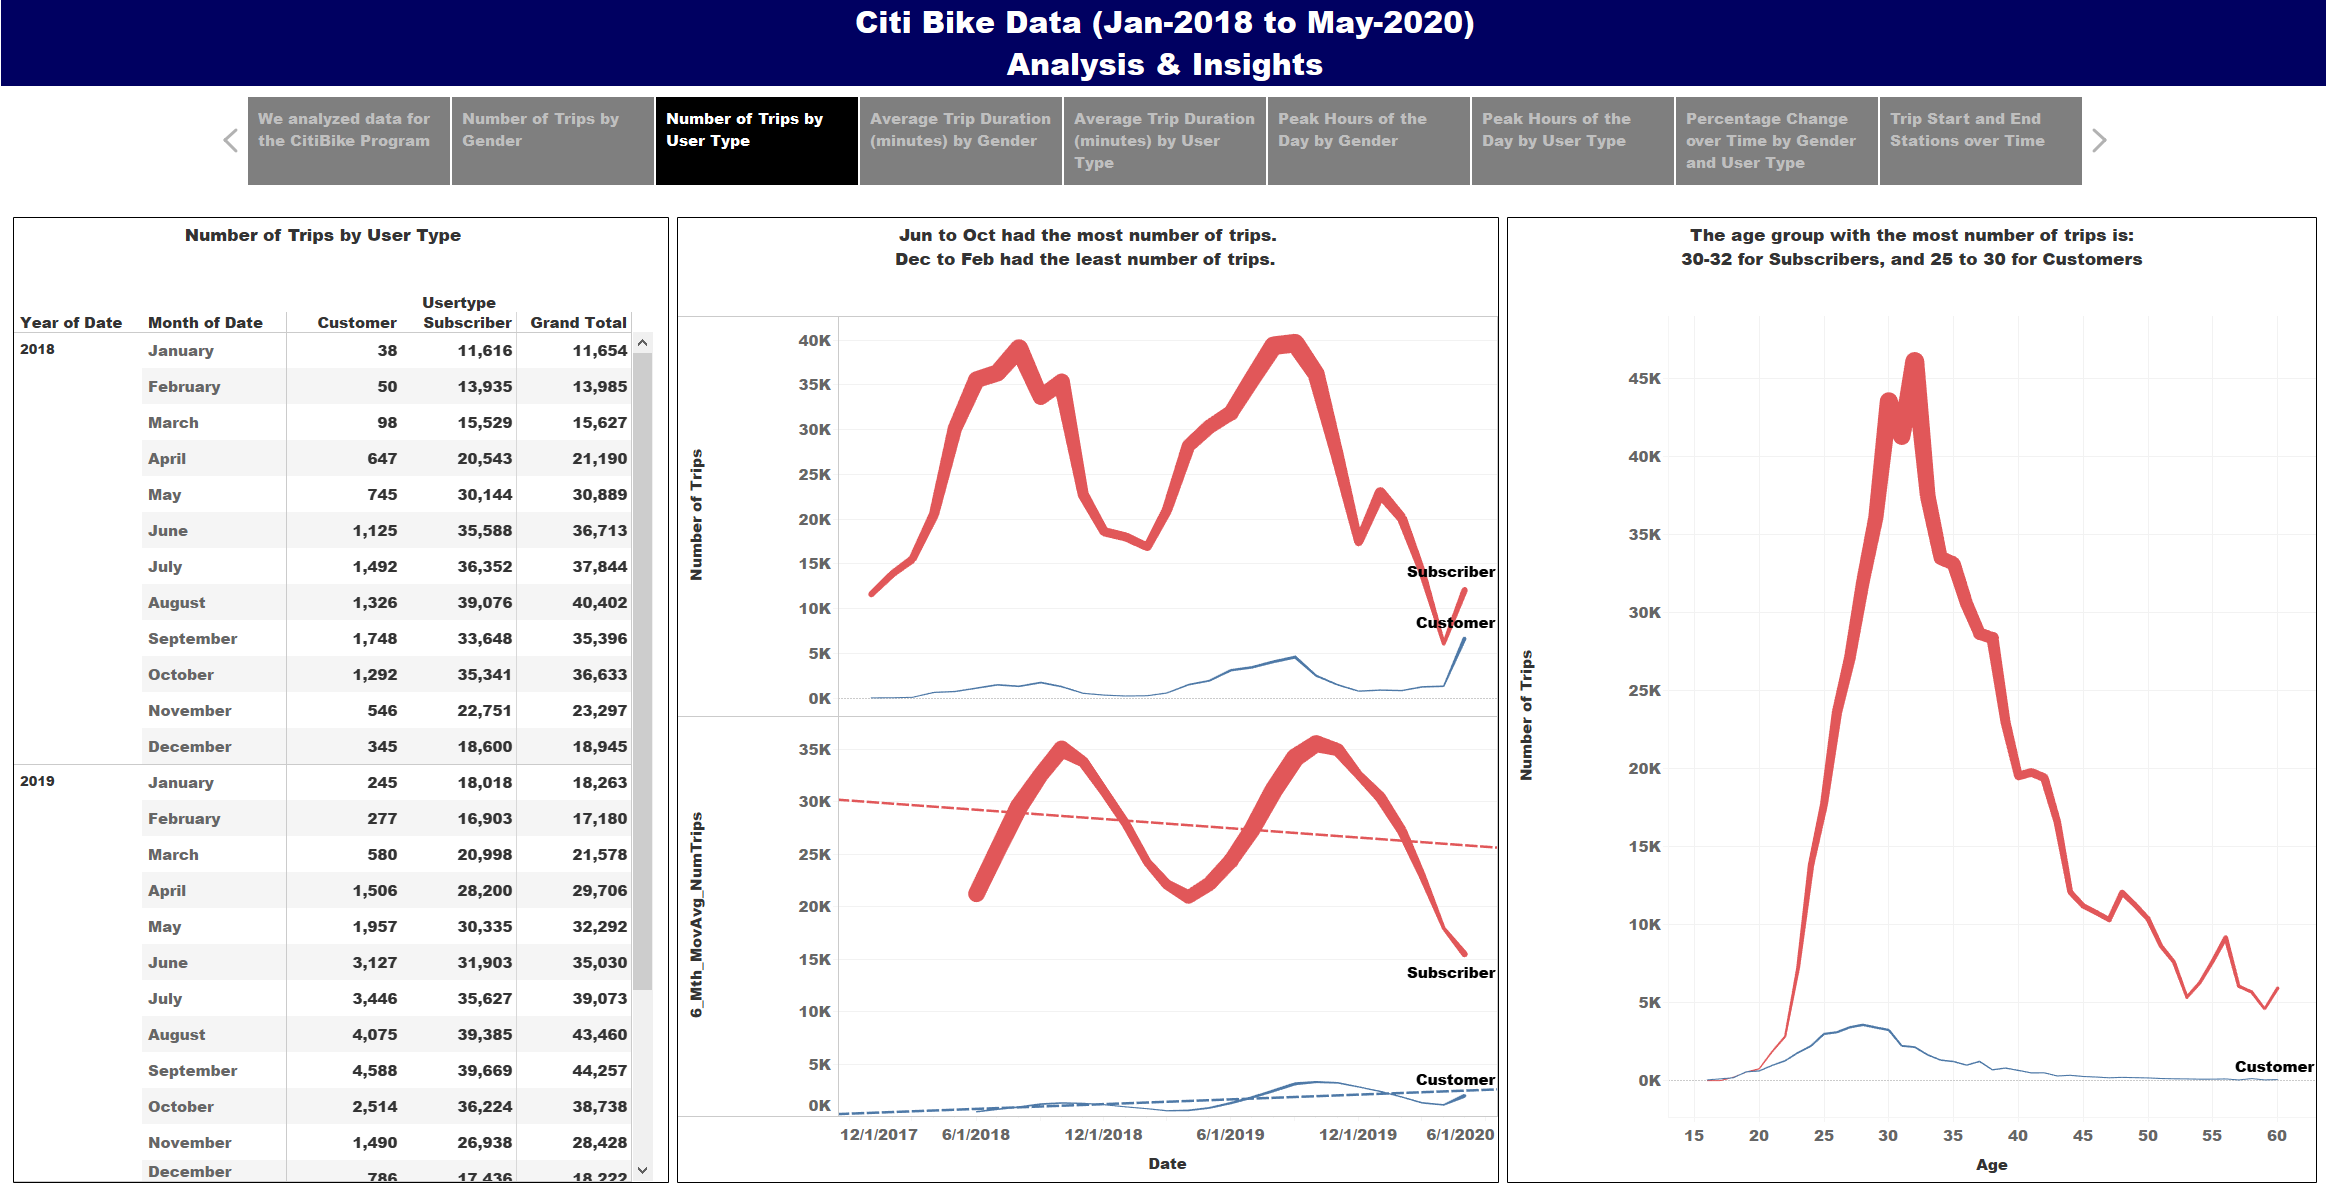 Citi Bike Data (Jan-2018 to May-2020)
Analysis & Insights
We analyzed data for
the CitiBike Program
Number of Trips by
Gender
Number of Trips by
User Type
Average Trip Duration
(minutes) by Gender
Average Trip Duration
(minutes) by User
Type
Peak Hours of the
Day by Gender
Peak Hours of the
Day by User Type
Percentage Change
over Time by Gender
and User Type
Trip Start and End
Stations over Time
Number of Trips by User Type
Usertype
Year of Date Month of Date Customer Subscriber Grand Total
2018 January 38 11,616 11,654
February 50 13,935 13,985
March 98 15,529 15,627
April 647 20,543 21,190
May 745 30,144 30,889
June 1,125 35,588 36,713
July 1,492 36,352 37,844
August 1,326 39,076 40,402
September 1,748 33,648 35,396
October 1,292 35,341 36,633
November 546 22,751 23,297
December 345 18,600 18,945
2019 January 245 18,018 18,263
February 277 16,903 17,180
March 580 20,998 21,578
April 1,506 28,200 29,706
May 1,957 30,335 32,292
June 3,127 31,903 35,030
July 3,446 35,627 39,073
August 4,075 39,385 43,460
September 4,588 39,669 44,257
October 2,514 36,224 38,738
November 1,490 26,938 28,428
December 786 17,436 18,222
Jun to Oct had the most number of trips.
Dec to Feb had the least number of trips.
Number of Trips
40K
35K
30K
25K
20K
15K
10K
5K
0K
Subscriber
Customer
6_Mth_MovAvg_NumTrips
35K
30K
25K
20K
15K
10K
5K
0K
Subscriber
Customer
12/1/2017 6/1/2018 12/1/2018 6/1/2019 12/1/2019 6/1/2020
Date
The age group with the most number of trips is:
30-32 for Subscribers, and 25 to 30 for Customers
Number of Trips
45K
40K
35K
30K
25K
20K
15K
10K
5K
0K
Customer
15 20 25 30 35 40 45 50 55 60
Age